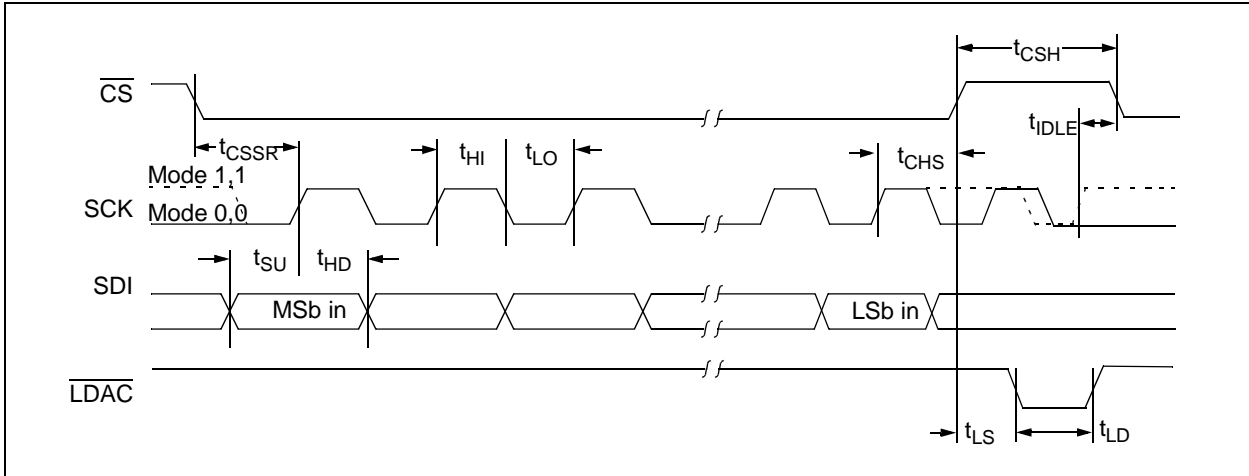 tCSH
CS
tIDLE
tCSSR
tHI
tLO
tCHS
Mode 1,1
SCK
Mode 0,0
tSU
tHD
SDI
MSb in
LSb in
LDAC
tLS
tLD